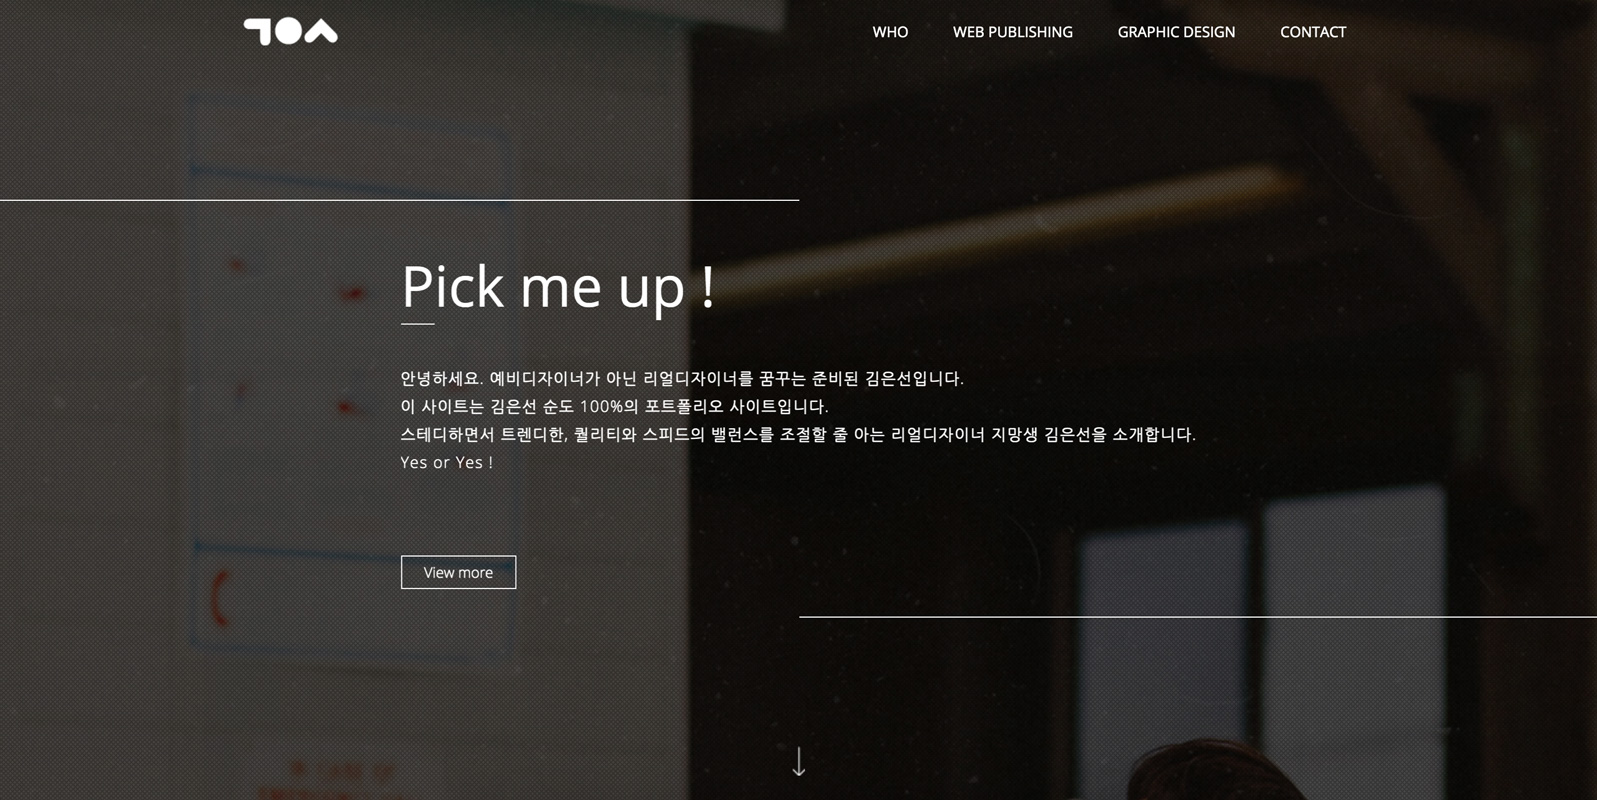 WHO WEB PUBLISHING GRAPHIC DESIGN CONTACT
Pick me up !
안녕하세요. 예비디자이너가 아닌 리얼디자이너를 꿈꾸는 준비된 김은선입니다.
이 사이트는 김은선 순도 100%의 포트폴리오 사이트입니다.
스테디하면서 트렌디한, 퀄리티와 스피드의 밸런스를 조절할 줄 아는 리얼디자이너 지망생 김은선을 소개합니다.
Yes or Yes !
View more